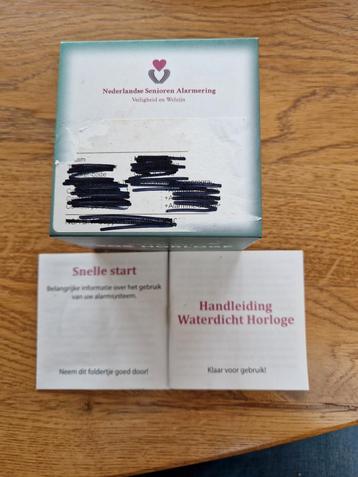 Nederlandse Senioren Alarmering
Veiligheid en Welzijn
HORLOGE
Snelle start
Belangrijke informatie over het gebruik
van uw alarmsysteem.
Neem dit foldertje goed door!
Handleiding
Waterdicht Horloge
Klaar voor gebruik!